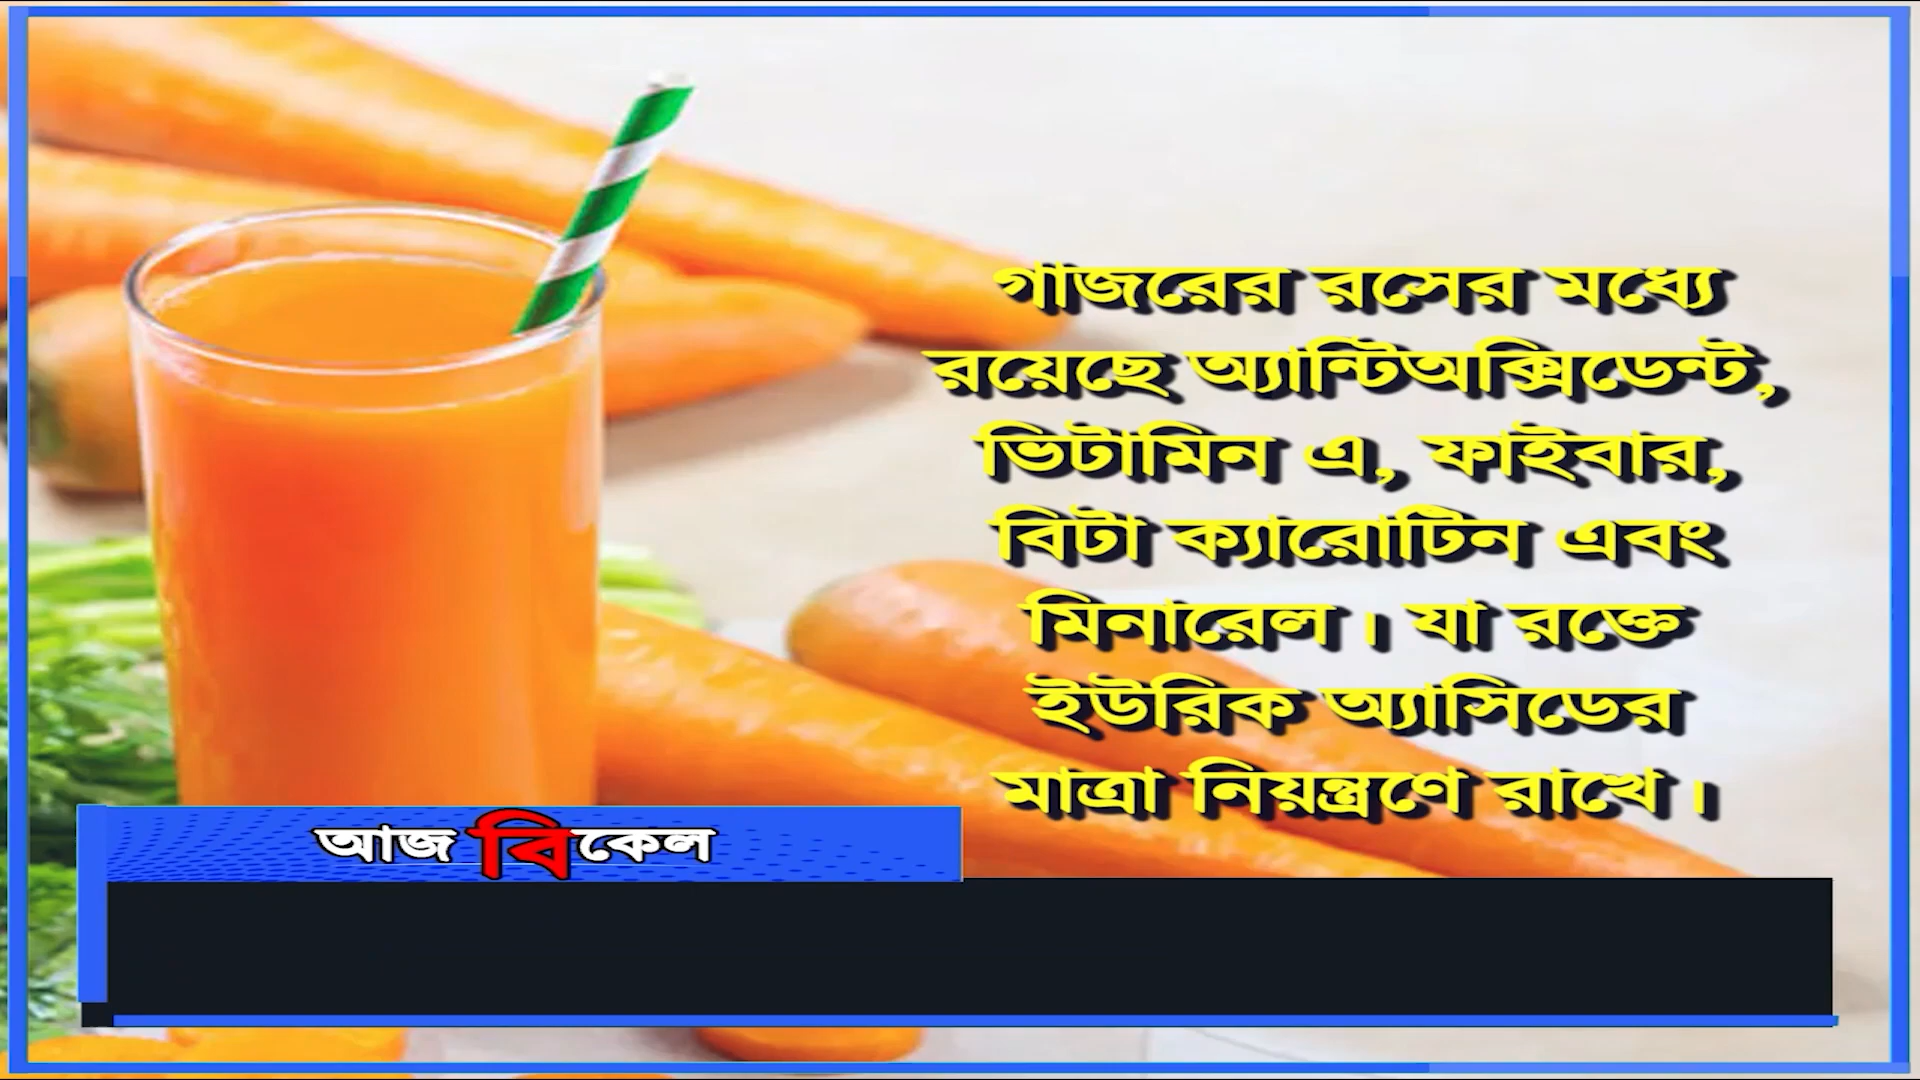 গাজরের রসের মধ্যে
রয়েছে অ্যান্টিঅক্সিডেন্ট,
ভিটামিন এ, ফাইবার,
বিটা ক্যারোটিন এবং
মিনারেল। যা রক্তে
ইউরিক অ্যাসিডের
মাত্রা নিয়ন্ত্রণে রাখে।
আজ বিকেল